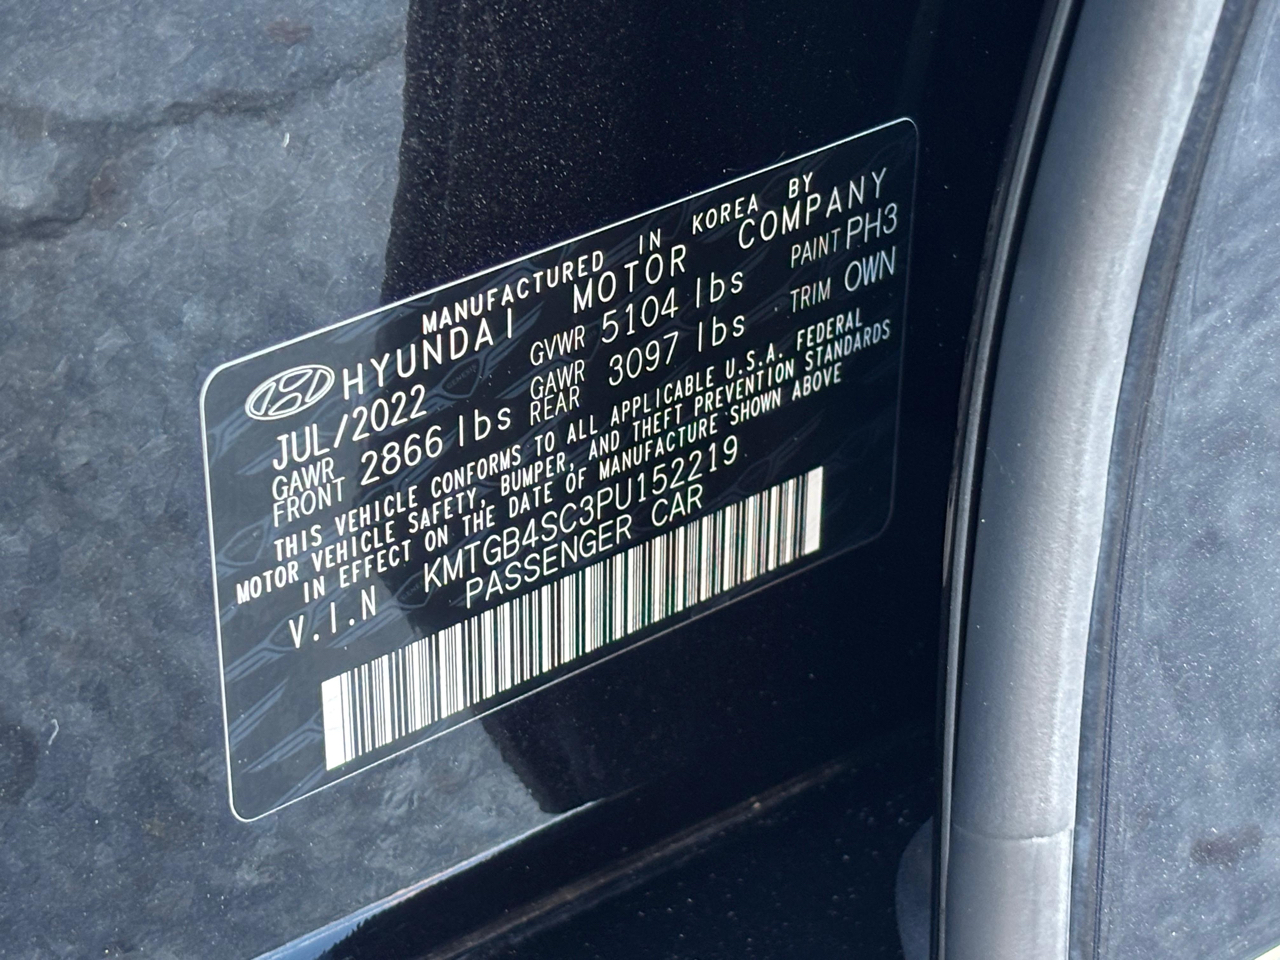 MANUFACTURED IN KOREA BY
HYUNDAI MOTOR COMPANY
JUL/2022 GVWR 5104 lbs PAINT PH3
GAWR FRONT 2866 lbs GAWR REAR 3097 lbs TRIM OWN
THIS VEHICLE CONFORMS TO ALL APPLICABLE U.S.A. FEDERAL
MOTOR VEHICLE SAFETY, BUMPER, AND THEFT PREVENTION STANDARDS
IN EFFECT ON THE DATE OF MANUFACTURE SHOWN ABOVE
V.I.N KMTGB4SC3PU152219
PASSENGER CAR